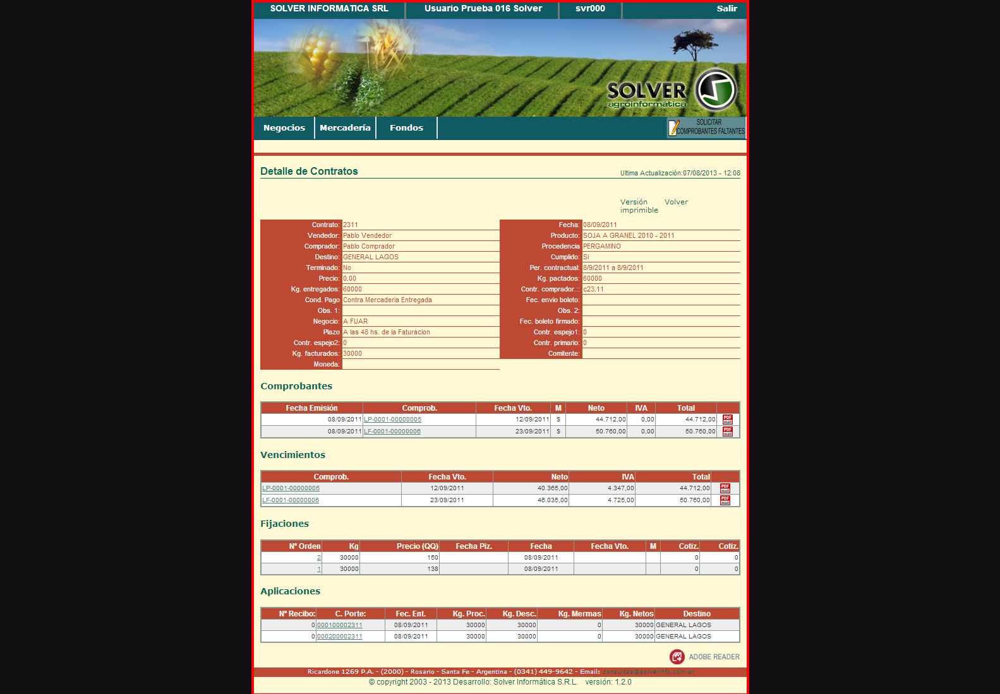 SOLVER INFORMATICA SRL Usuario Prueba 016 Solver svr000 Salir
SOLVER
agroinformática
Negocios Mercadería Fondos SOLICITAR
COMPROBANTES FALTANTES
Detalle de Contratos Ultima Actualización:07/08/2013 - 12:08
Versión imprimible Volver
Contrato: 2311 Fecha: 08/09/2011
Vendedor: Pablo Vendedor Producto: SOJA A GRANEL 2010 - 2011
Comprador: Pablo Comprador Procedencia PERGAMINO
Destino: GENERAL LAGOS Cumplido: Si
Terminado: No Per. contractual: 8/9/2011 a 8/9/2011
Precio: 0.00 Kg. pactados: 60000
Kg. entregados: 60000 Contr. comprador.:: c23.11
Cond. Pago Contra Mercaderia Entregada Fec. envio boleto:
Obs. 1: Obs. 2:
Negocio: A FIJAR Fec. boleto firmado:
Plazo A las 48 hs. de la Faturacion Contr. espejo1: 0
Contr. espejo2: 0 Contr. primario: 0
Kg. facturados: 30000 Comitente:
Moneda:
Comprobantes
Fecha Emisión Comprob. Fecha Vto. M Neto IVA Total
08/09/2011 LP-0001-00000005 12/09/2011 $ 44.712,00 0,00 44.712,00 PDF mail
08/09/2011 LF-0001-00000006 23/09/2011 $ 50.760,00 0,00 50.760,00 PDF mail
Vencimientos
Comprob. Fecha Vto. Neto IVA Total
LP-0001-00000005 12/09/2011 40.365,00 4.347,00 44.712,00 PDF mail
LF-0001-00000006 23/09/2011 46.035,00 4.725,00 50.760,00 PDF mail
Fijaciones
Nº Orden Kg Precio (QQ) Fecha Piz. Fecha Fecha Vto. M Cotiz. Cotiz.
2 30000 150 08/09/2011 0 0
1 30000 138 08/09/2011 0 0
Aplicaciones
Nº Recibo: C. Porte: Fec. Ent. Kg. Proc. Kg. Desc. Kg. Mermas Kg. Netos Destino
0 000100002311 08/09/2011 30000 30000 0 30000 GENERAL LAGOS
0 000200002311 08/09/2011 30000 30000 0 30000 GENERAL LAGOS
ADOBE READER
Ricardone 1269 P.A. - (2000) - Rosario - Santa Fe - Argentina - (0341) 449-9642 - Email: consultas@solverinfo.com.ar
© copyright 2003 - 2013 Desarrollo: Solver Informática S.R.L. versión: 1.2.0